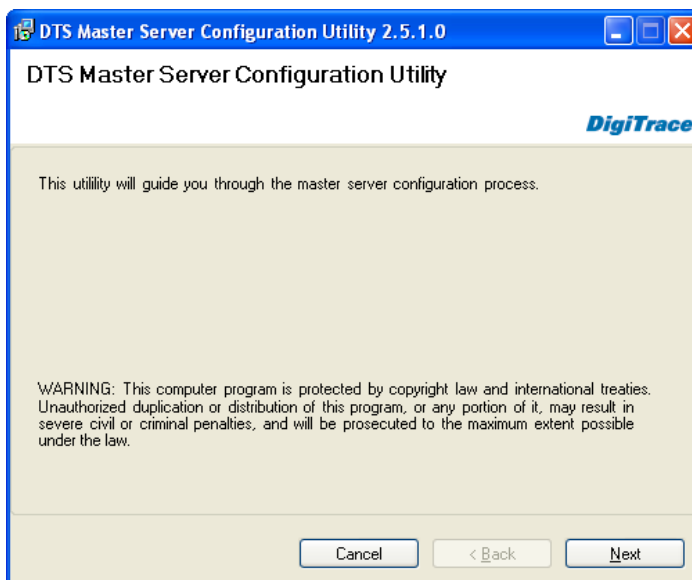 DTS Master Server Configuration Utility 2.5.1.0
DTS Master Server Configuration Utility
DigiTrace
This utilility will guide you through the master server configuration process.
WARNING: This computer program is protected by copyright law and international treaties.
Unauthorized duplication or distribution of this program, or any portion of it, may result in
severe civil or criminal penalties, and will be prosecuted to the maximum extent possible
under the law.
Cancel
< Back
Next